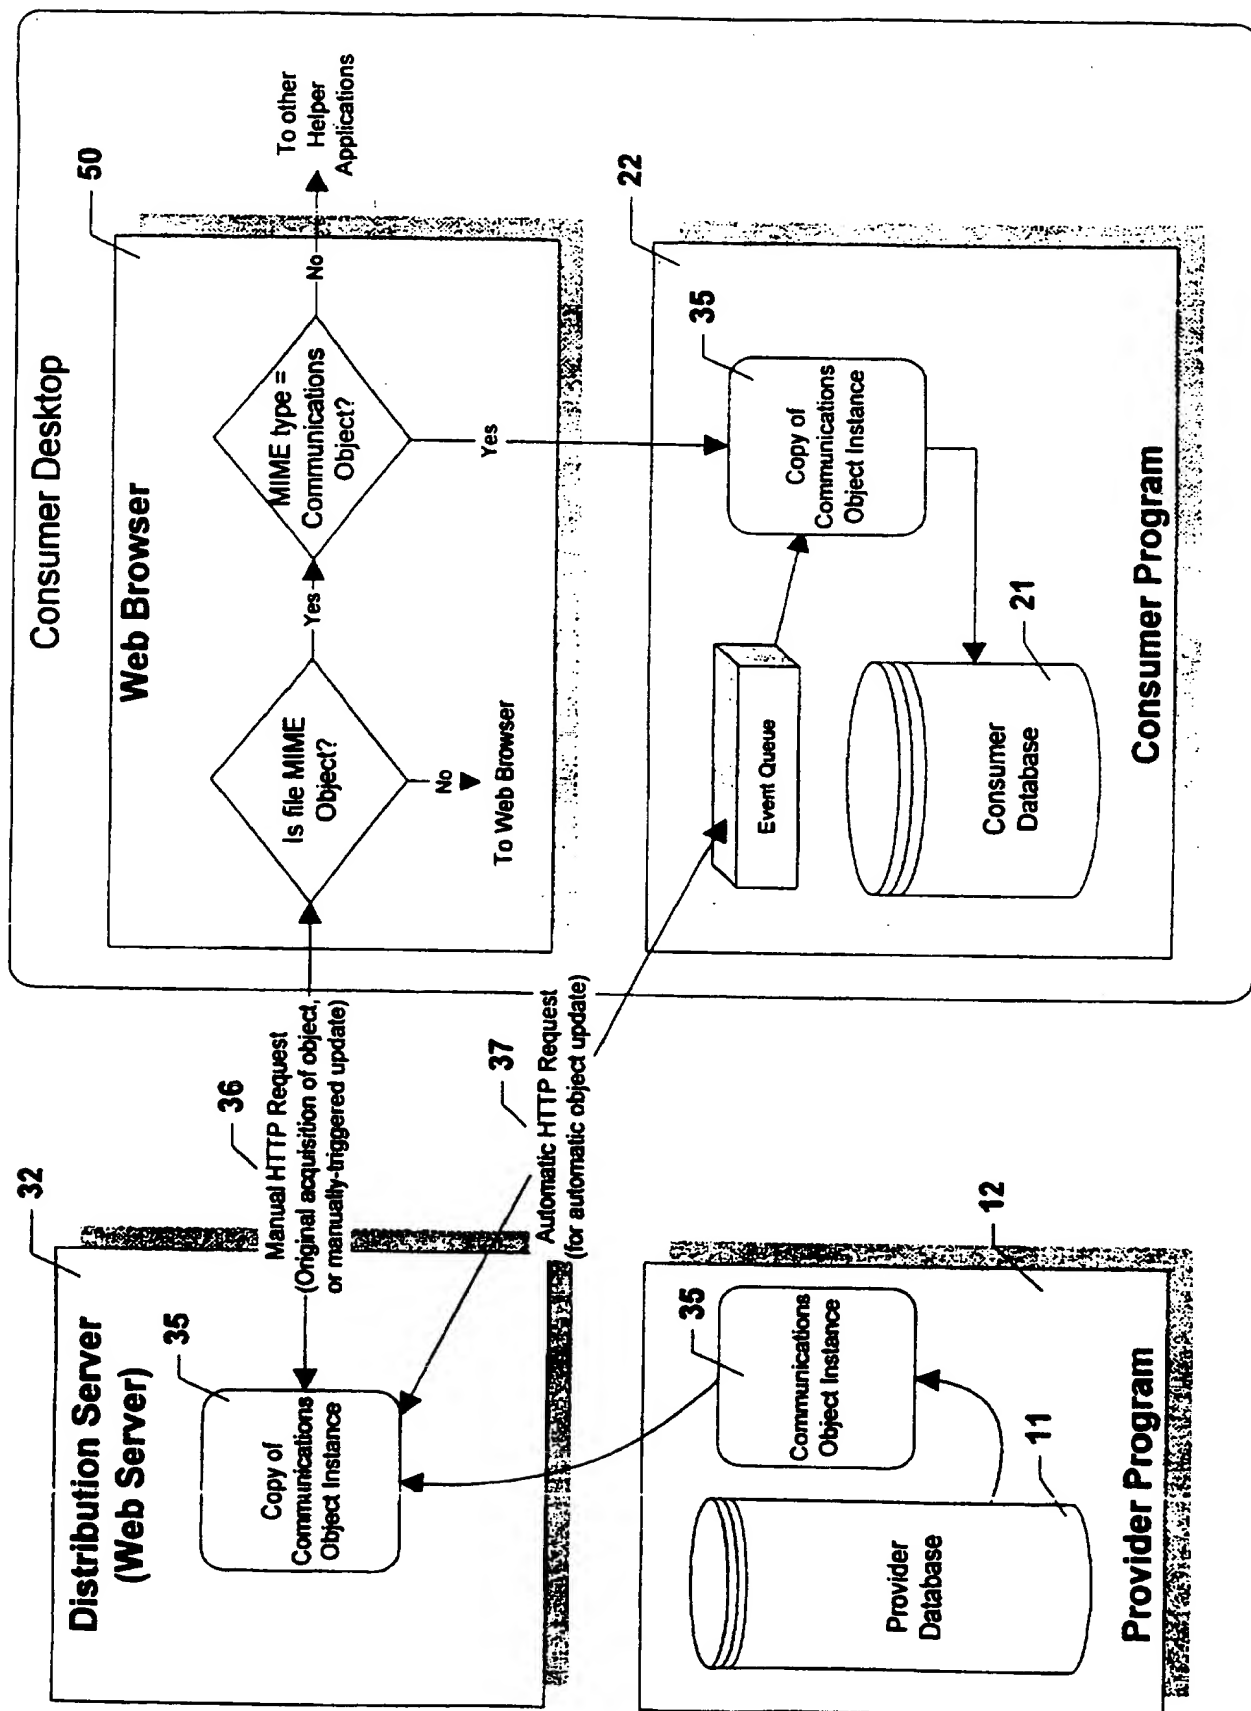 Consumer Desktop
50
Web Browser
Is file MIME
Object?
Yes
No
To Web Browser
MIME type =
Communications
Object?
No
Yes
To other
Helper
Applications
22
35
Copy of
Communications
Object Instance
Event Queue
21
Consumer
Database
Consumer Program
36
Manual HTTP Request
(Original acquisition of object,
or manually-triggered update)
37
Automatic HTTP Request
(for automatic object update)
32
Distribution Server
(Web Server)
35
Copy of
Communications
Object Instance
12
35
Communications
Object Instance
11
Provider
Database
Provider Program